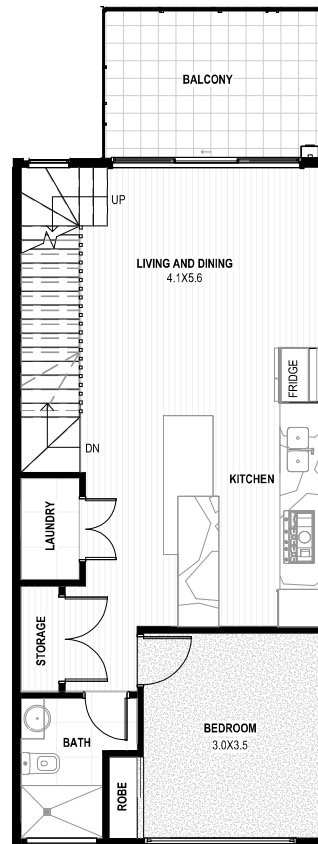 BALCONY
UP
LIVING AND DINING
4.1X5.6
FRIDGE
DN
KITCHEN
LAUNDRY
STORAGE
BEDROOM
3.0X3.5
BATH
ROBE